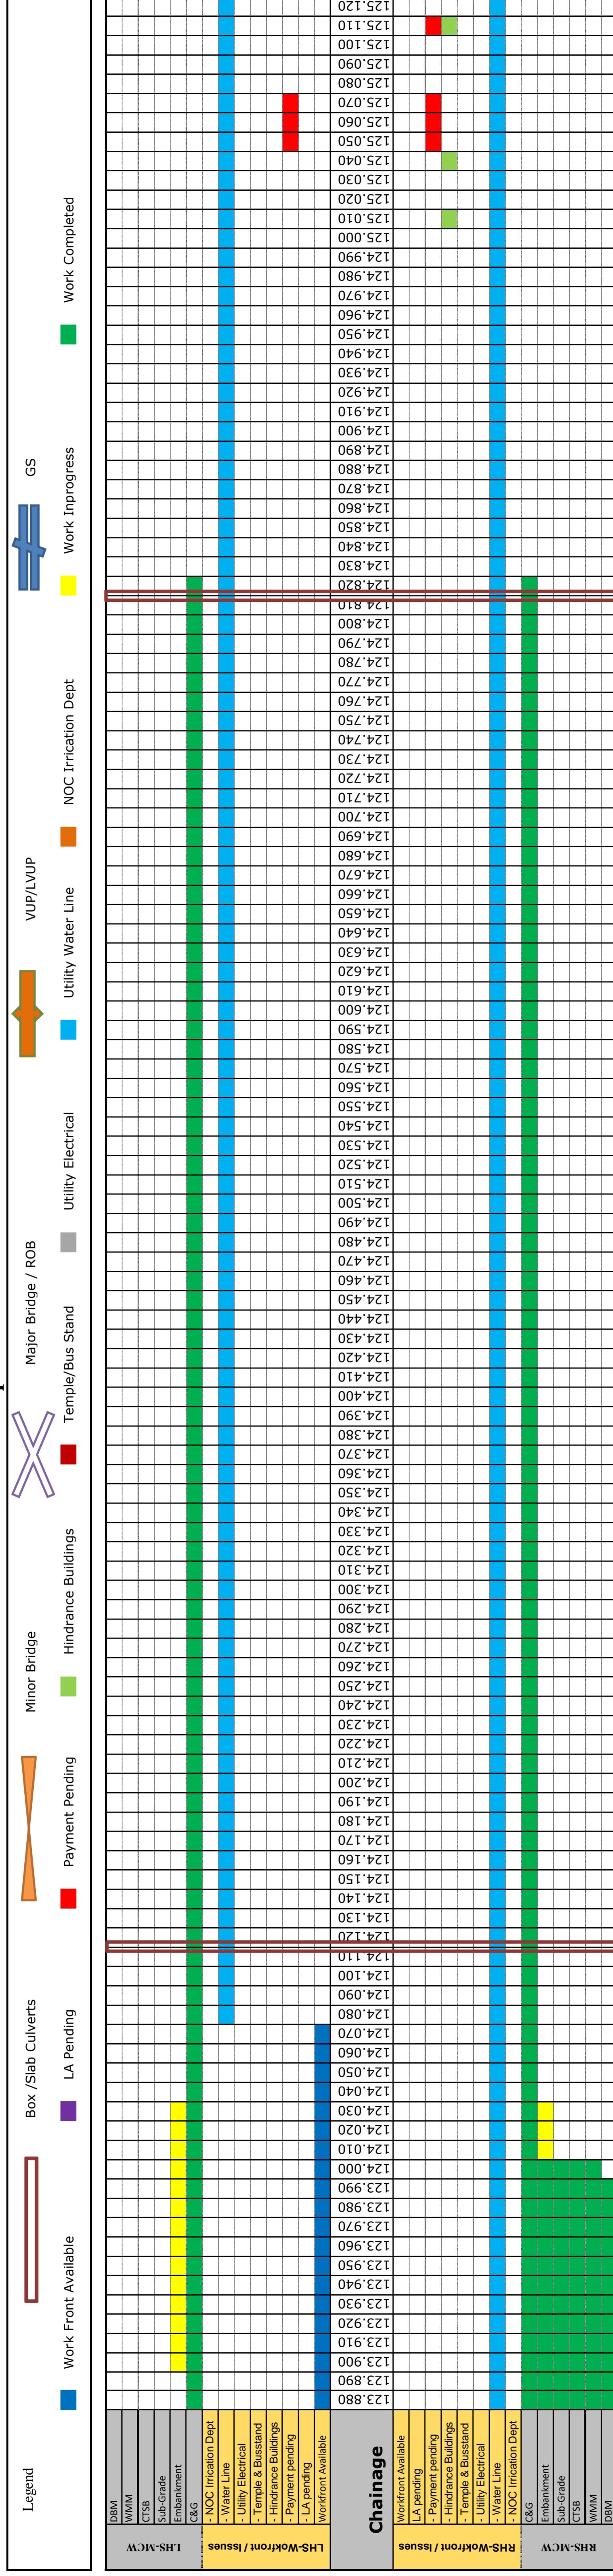 Legend Box /Slab Culverts Minor Bridge Major Bridge / ROB VUP/LVUP GS
Work Front Available LA Pending Payment Pending Hindrance Buildings Temple/Bus Stand Utility Electrical Utility Water Line NOC Irrication Dept Work Inprogress Work Completed
LHS-MCW
DBM
WMM
CTSB
Sub-Grade
Embankment
C&G
LHS-Wokfront / Issues
- NOC Irrication Dept
- Water Line
- Utility Electrical
- Temple & Busstand
- Hindrance Buildings
- Payment pending
- LA pending
Workfront Available
Chainage 123.880 123.890 123.900 123.910 123.920 123.930 123.940 123.950 123.960 123.970 123.980 123.990 124.000 124.010 124.020 124.030 124.040 124.050 124.060 124.070 124.080 124.090 124.100 124.110 124.120 124.130 124.140 124.150 124.160 124.170 124.180 124.190 124.200 124.210 124.220 124.230 124.240 124.250 124.260 124.270 124.280 124.290 124.300 124.310 124.320 124.330 124.340 124.350 124.360 124.370 124.380 124.390 124.400 124.410 124.420 124.430 124.440 124.450 124.460 124.470 124.480 124.490 124.500 124.510 124.520 124.530 124.540 124.550 124.560 124.570 124.580 124.590 124.600 124.610 124.620 124.630 124.640 124.650 124.660 124.670 124.680 124.690 124.700 124.710 124.720 124.730 124.740 124.750 124.760 124.770 124.780 124.790 124.800 124.810 124.820 124.830 124.840 124.850 124.860 124.870 124.880 124.890 124.900 124.910 124.920 124.930 124.940 124.950 124.960 124.970 124.980 124.990 125.000 125.010 125.020 125.030 125.040 125.050 125.060 125.070 125.080 125.090 125.100 125.110 125.120
RHS-Wokfront / Issues
Workfront Available
LA pending
- Payment pending
- Hindrance Buildings
- Temple & Busstand
- Utility Electrical
- Water Line
- NOC Irrication Dept
RHS-MCW
C&G
Embankment
Sub-Grade
CTSB
WMM
DBM